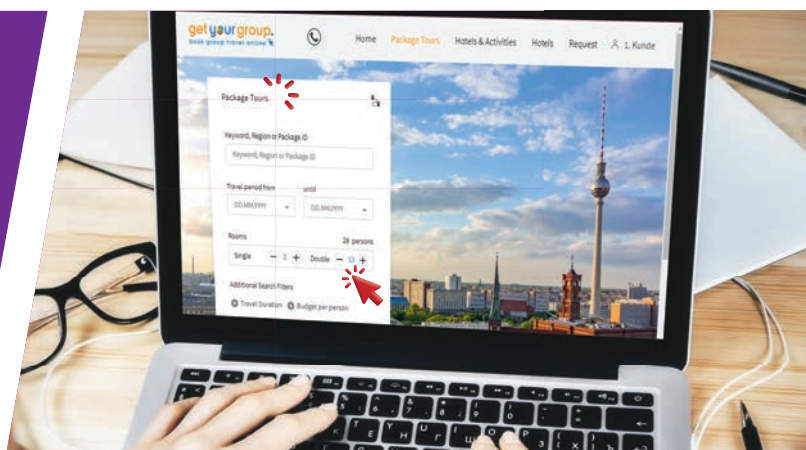 getyourgroup.
book group travel online
Home Package Tours Hotels & Activities Hotels Request 1. Kunde
Package Tours
Keyword, Region or Package ID
Keyword, Region or Package ID
Travel period from until
DD.MM.YYYY DD.MM.YYYY
Rooms 28 persons
Single − 2 + Double − 13 +
Additional Search Filters
Travel Duration Budget per person